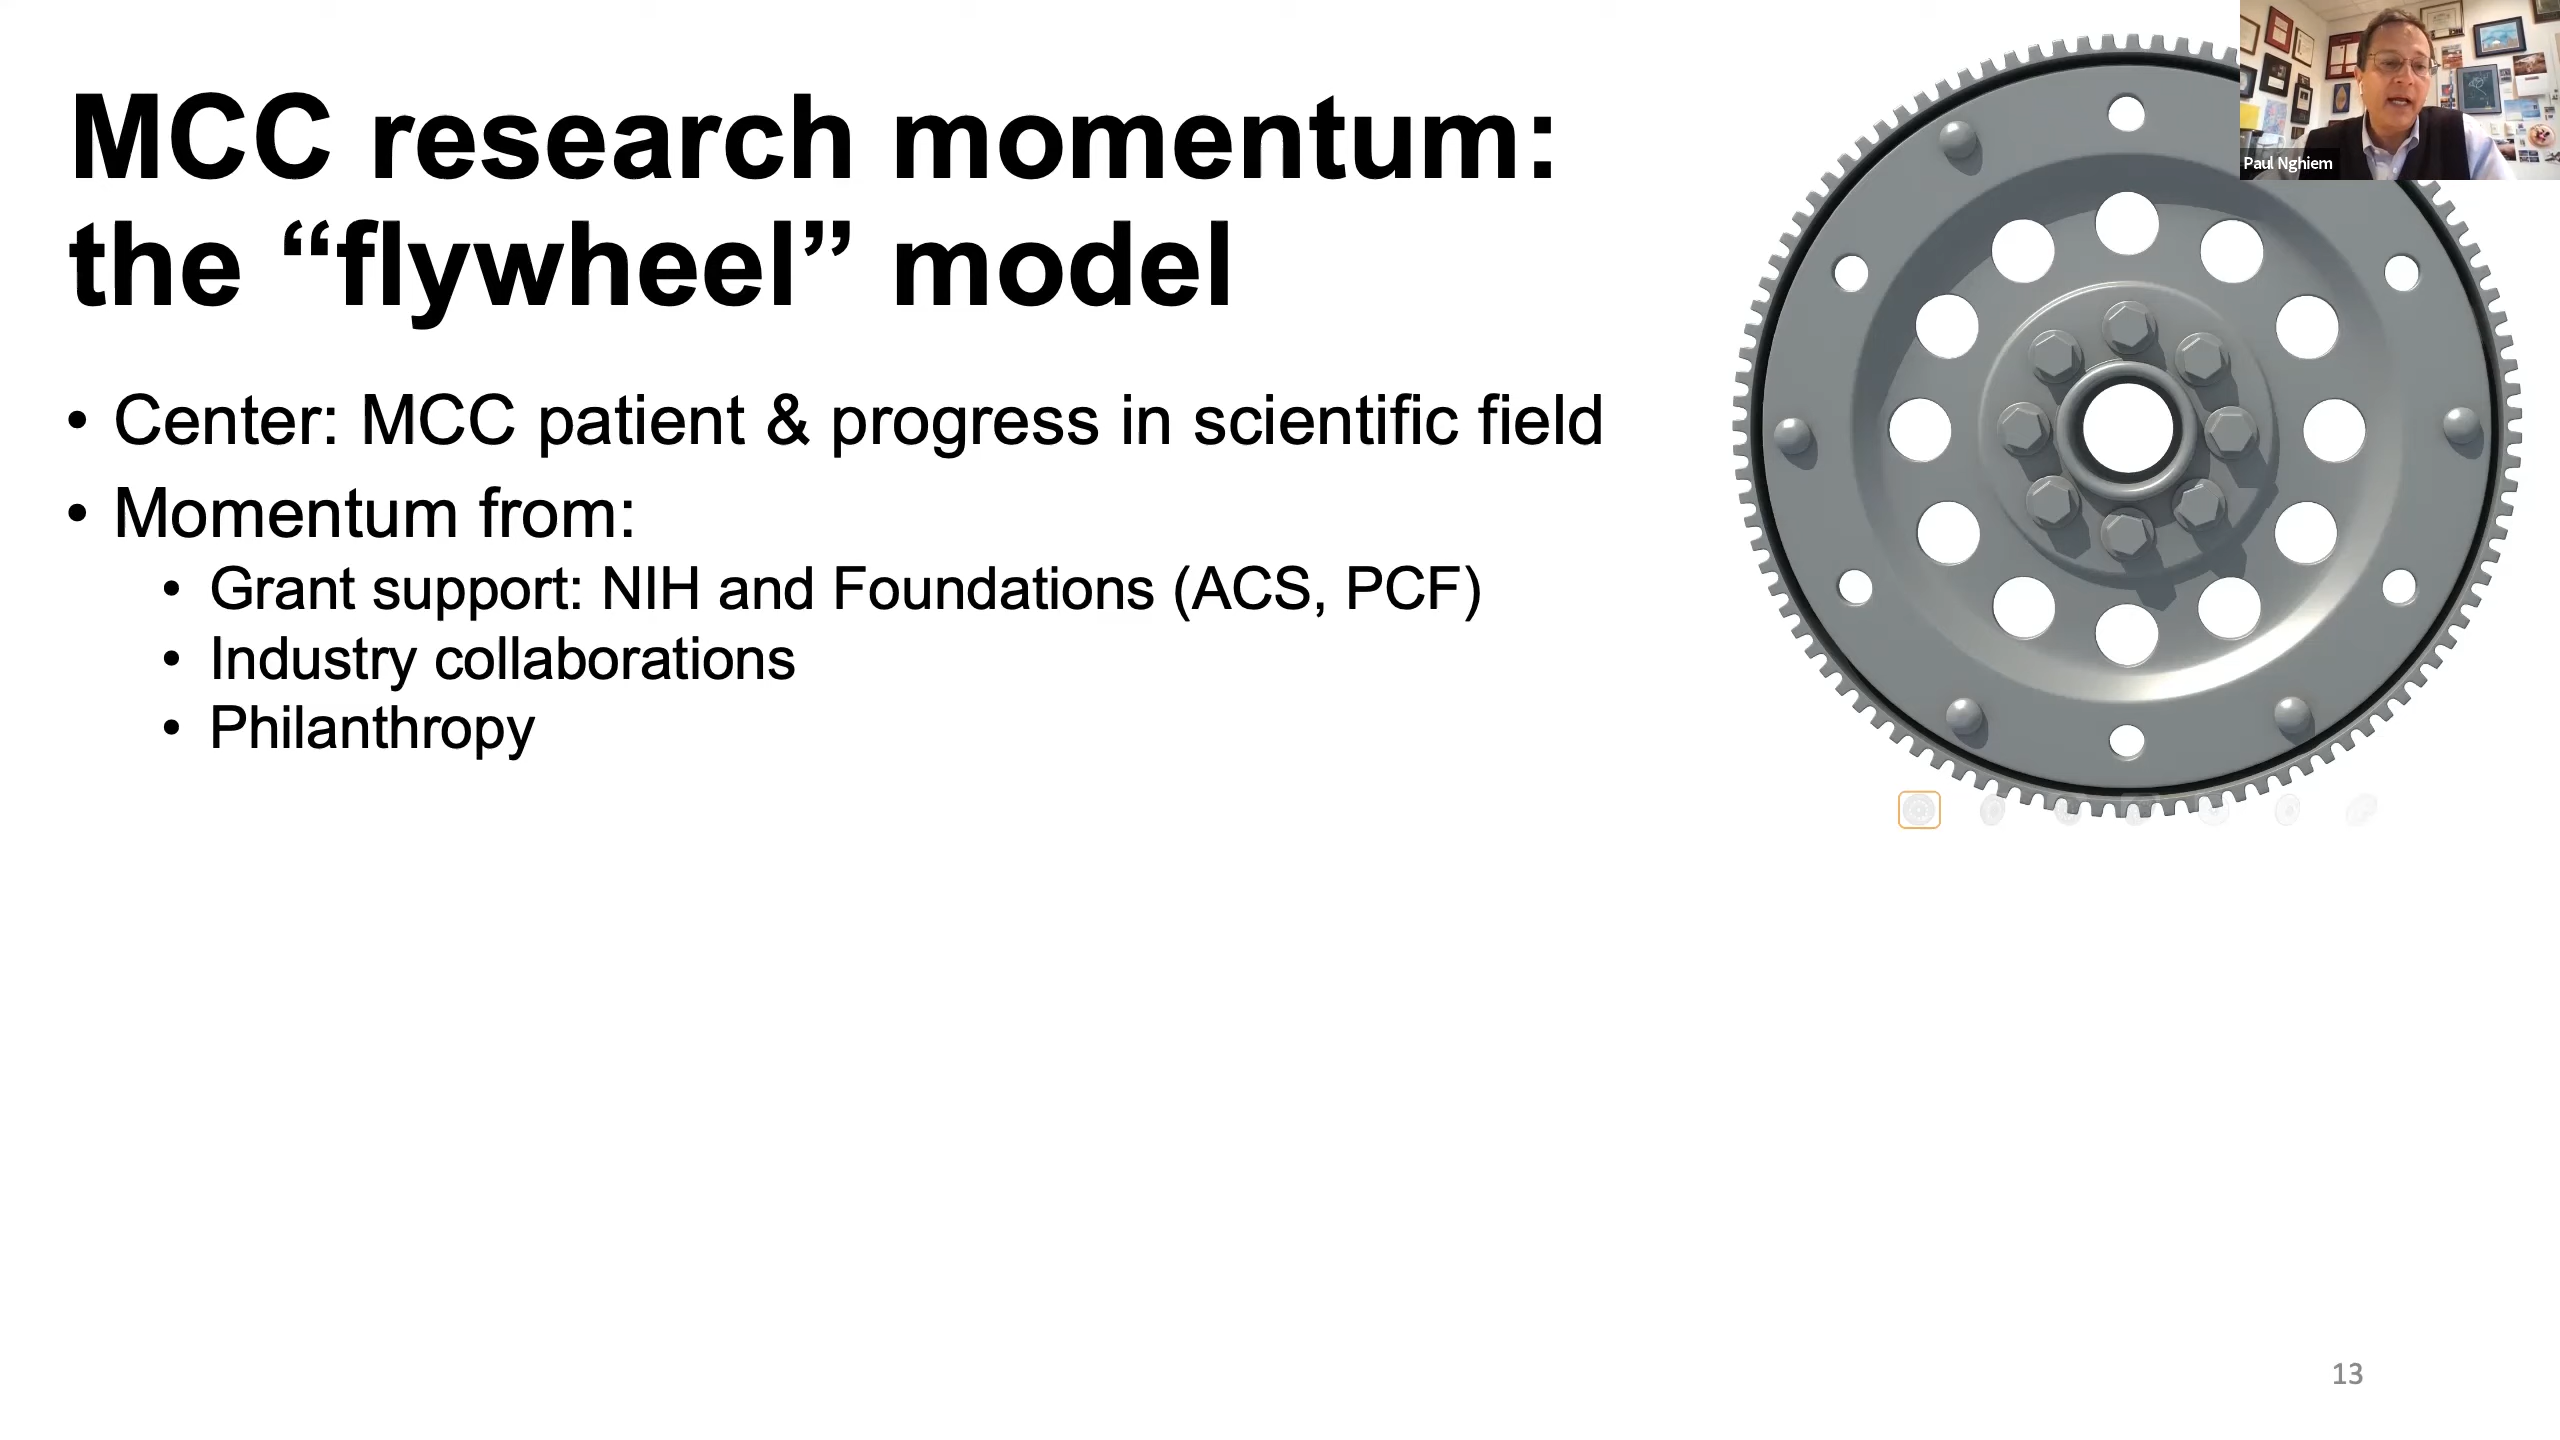 MCC research momentum:
the “flywheel” model
• Center: MCC patient & progress in scientific field
• Momentum from:
• Grant support: NIH and Foundations (ACS, PCF)
• Industry collaborations
• Philanthropy
Paul Nghiem
13